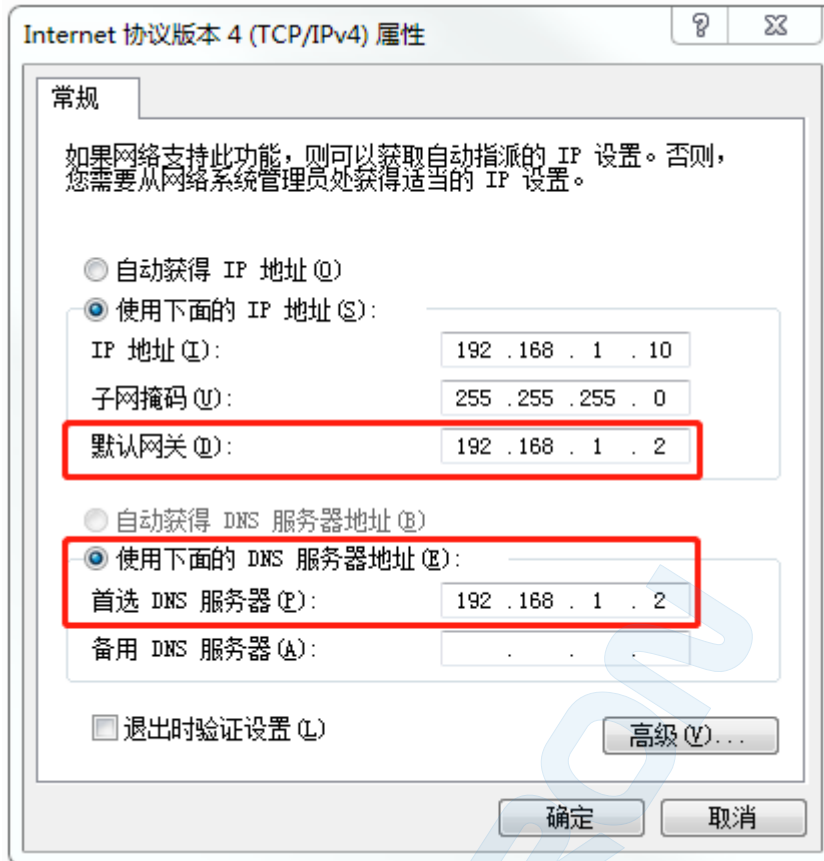 Internet 协议版本 4 (TCP/IPv4) 属性
常规
如果网络支持此功能，则可以获取自动指派的 IP 设置。否则，
您需要从网络系统管理员处获得适当的 IP 设置。
自动获得 IP 地址(O)
使用下面的 IP 地址(S):
IP 地址(I): 192 .168 . 1 . 10
子网掩码(U): 255 .255 .255 . 0
默认网关(D): 192 .168 . 1 . 2
自动获得 DNS 服务器地址(B)
使用下面的 DNS 服务器地址(E):
首选 DNS 服务器(P): 192 .168 . 1 . 2
备用 DNS 服务器(A): . . .
退出时验证设置(L)
高级(V)...
确定 取消